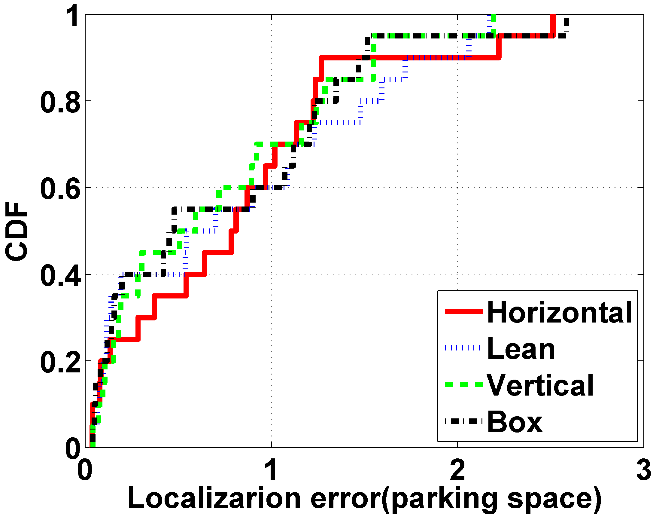 1
0.8
0.6
0.4
0.2
0
CDF
0 1 2 3
Localizarion error(parking space)
Horizontal
Lean
Vertical
Box